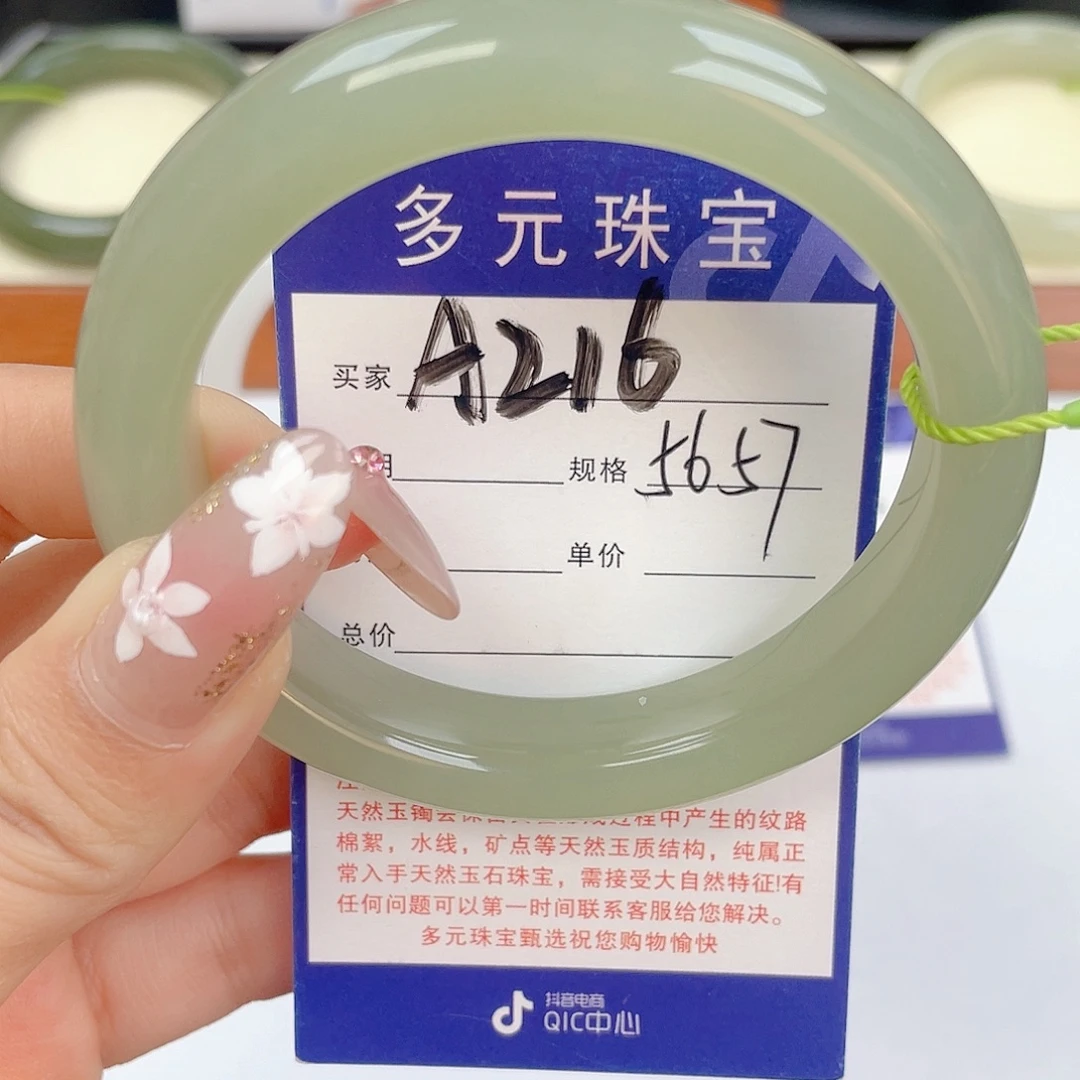 多元珠宝
买家 A216
规格 5657
单价
总价
天然玉镯会保留其在形成过程中产生的纹路
棉絮，水线，矿点等天然玉质结构，纯属正
常入手天然玉石珠宝，需接受大自然特征!有
任何问题可以第一时间联系客服给您解决。
多元珠宝甄选祝您购物愉快
抖音电商
QIC中心